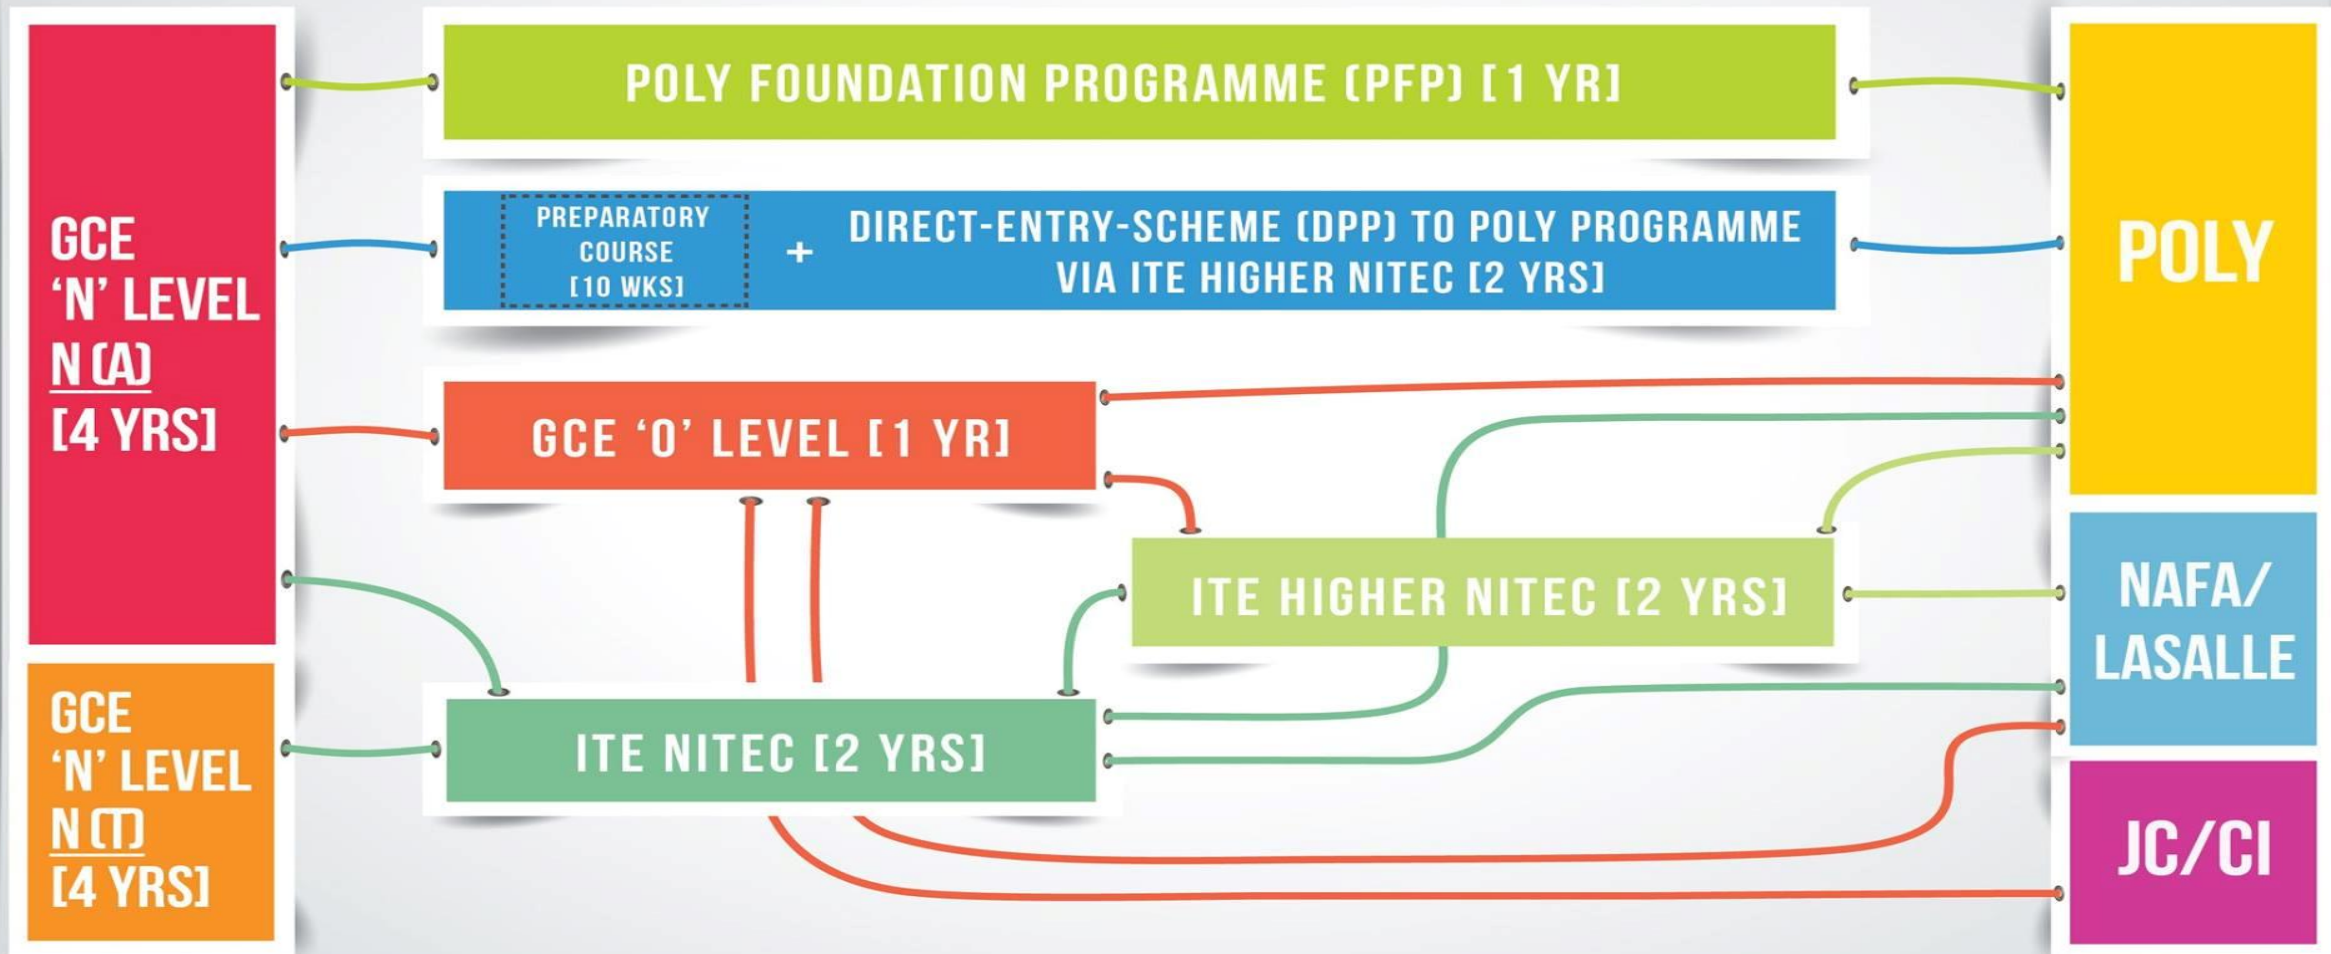 GCE
‘N’ LEVEL
N (A)
[4 YRS]
GCE
‘N’ LEVEL
N (T)
[4 YRS]
POLY FOUNDATION PROGRAMME (PFP) [1 YR]
PREPARATORY
COURSE
[10 WKS]
+
DIRECT-ENTRY-SCHEME (DPP) TO POLY PROGRAMME
VIA ITE HIGHER NITEC [2 YRS]
GCE ‘O’ LEVEL [1 YR]
ITE HIGHER NITEC [2 YRS]
ITE NITEC [2 YRS]
POLY
NAFA/
LASALLE
JC/CI